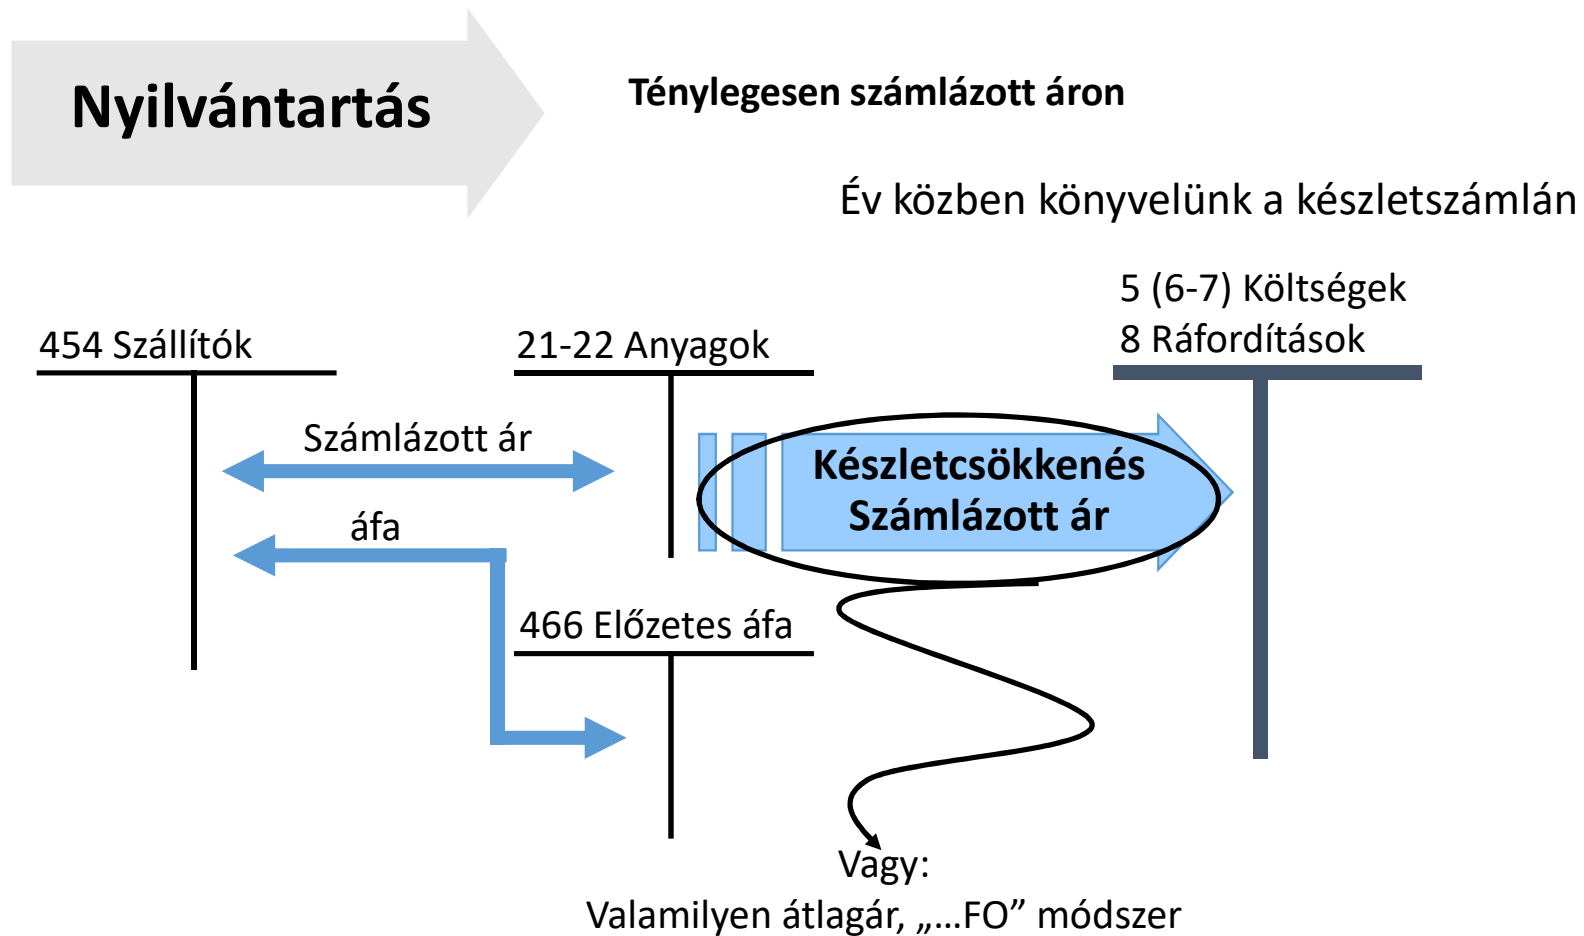 Nyilvántartás
Ténylegesen számlázott áron
Év közben könyvelünk a készletszámlán
5 (6-7) Költségek
8 Ráfordítások
454 Szállítók
21-22 Anyagok
Számlázott ár
Készletcsökkenés
Számlázott ár
áfa
466 Előzetes áfa
Vagy:
Valamilyen átlagár, „...FO” módszer